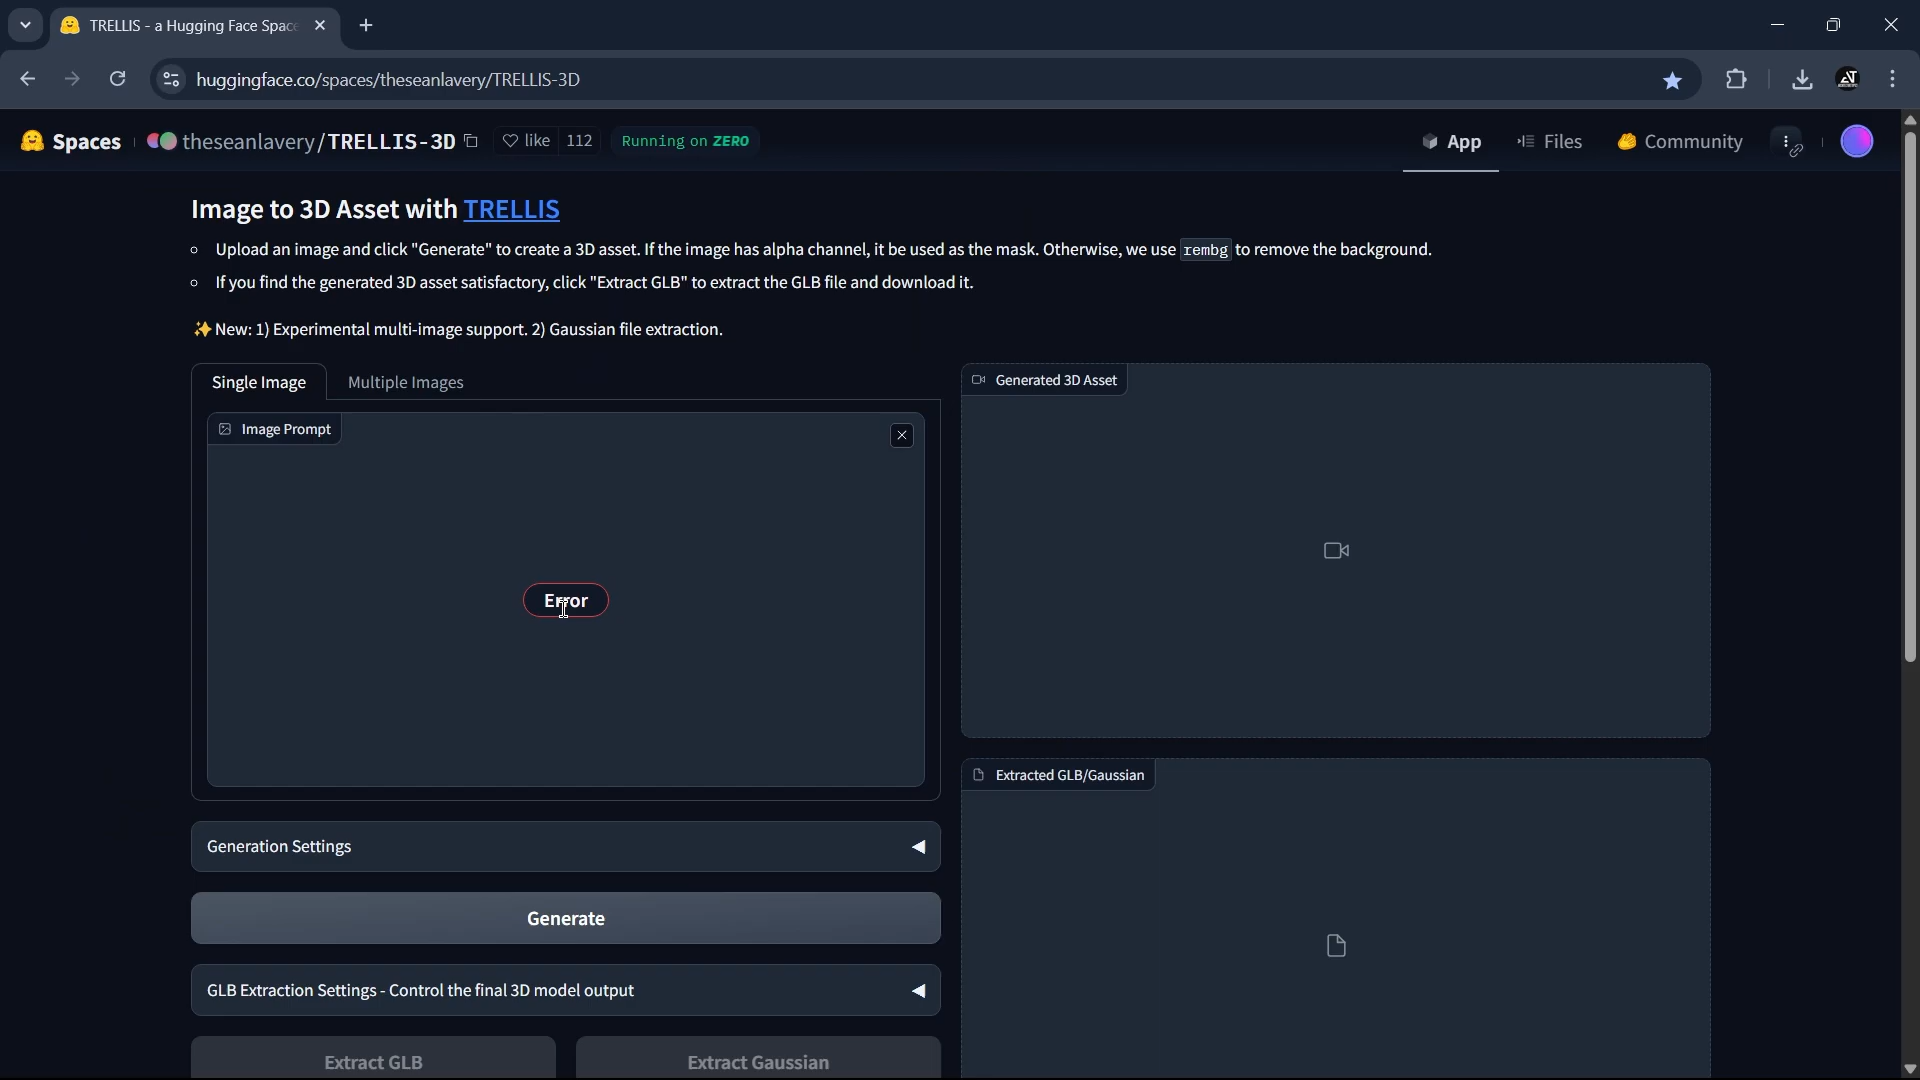 TRELLIS - a Hugging Face Space
huggingface.co/spaces/theseanlavery/TRELLIS-3D
Spaces theseanlavery/TRELLIS-3D like 112 Running on ZERO App Files Community
Image to 3D Asset with TRELLIS
Upload an image and click "Generate" to create a 3D asset. If the image has alpha channel, it be used as the mask. Otherwise, we use rembg to remove the background.
If you find the generated 3D asset satisfactory, click "Extract GLB" to extract the GLB file and download it.
✨New: 1) Experimental multi-image support. 2) Gaussian file extraction.
Single Image Multiple Images
Image Prompt
Error
Generation Settings
Generate
GLB Extraction Settings - Control the final 3D model output
Extract GLB Extract Gaussian
Generated 3D Asset
Extracted GLB/Gaussian